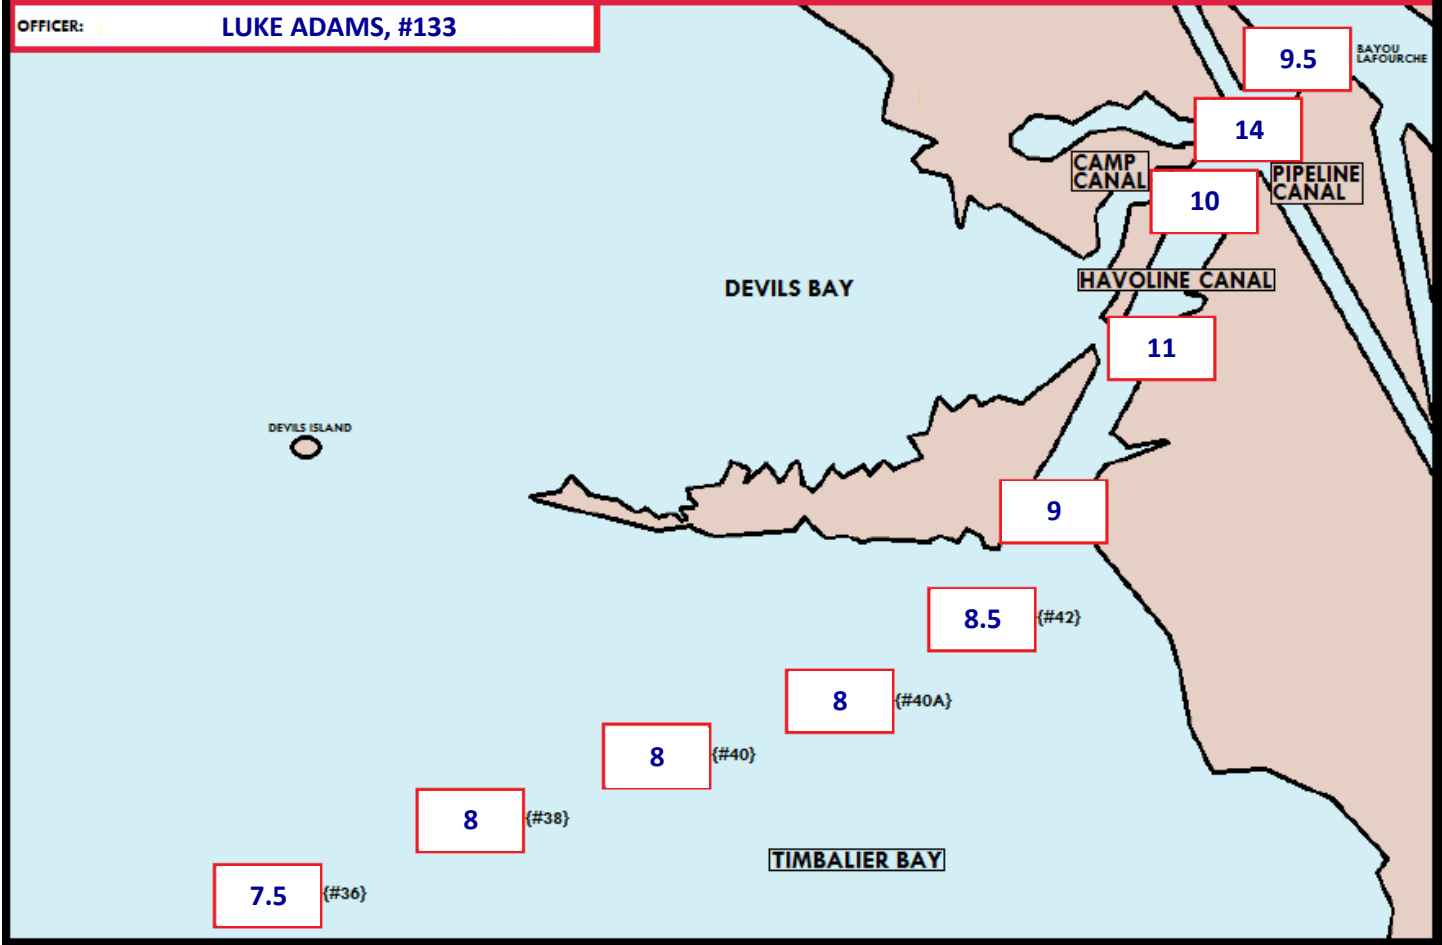 OFFICER: LUKE ADAMS, #133
9.5
BAYOU
LAFOURCHE
14
CAMP
CANAL
PIPELINE
CANAL
10
DEVILS BAY
HAVOLINE CANAL
11
DEVILS ISLAND
9
8.5 {#42}
8 {#40A}
8 {#40}
8 {#38}
TIMBALIER BAY
7.5 {#36}